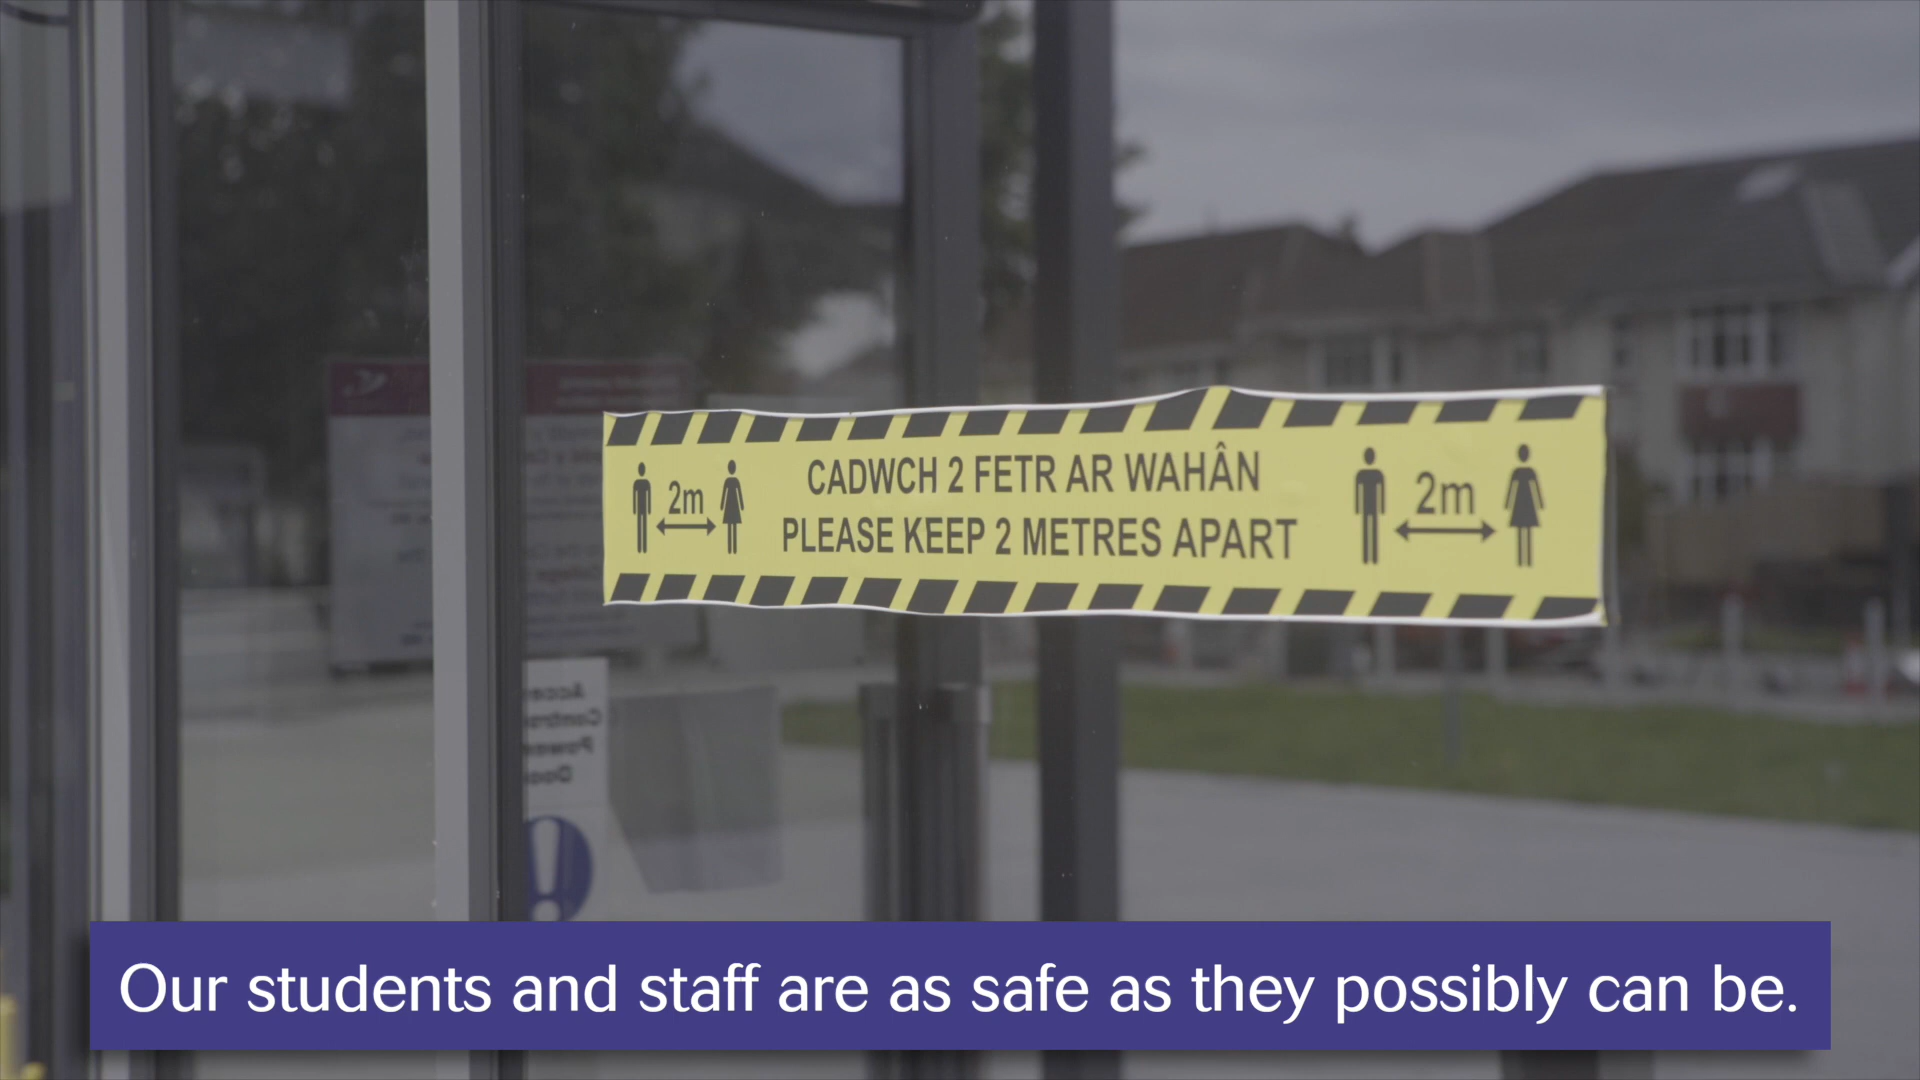 CADWCH 2 FETR AR WAHÂN
PLEASE KEEP 2 METRES APART
2m
2m
Our students and staff are as safe as they possibly can be.